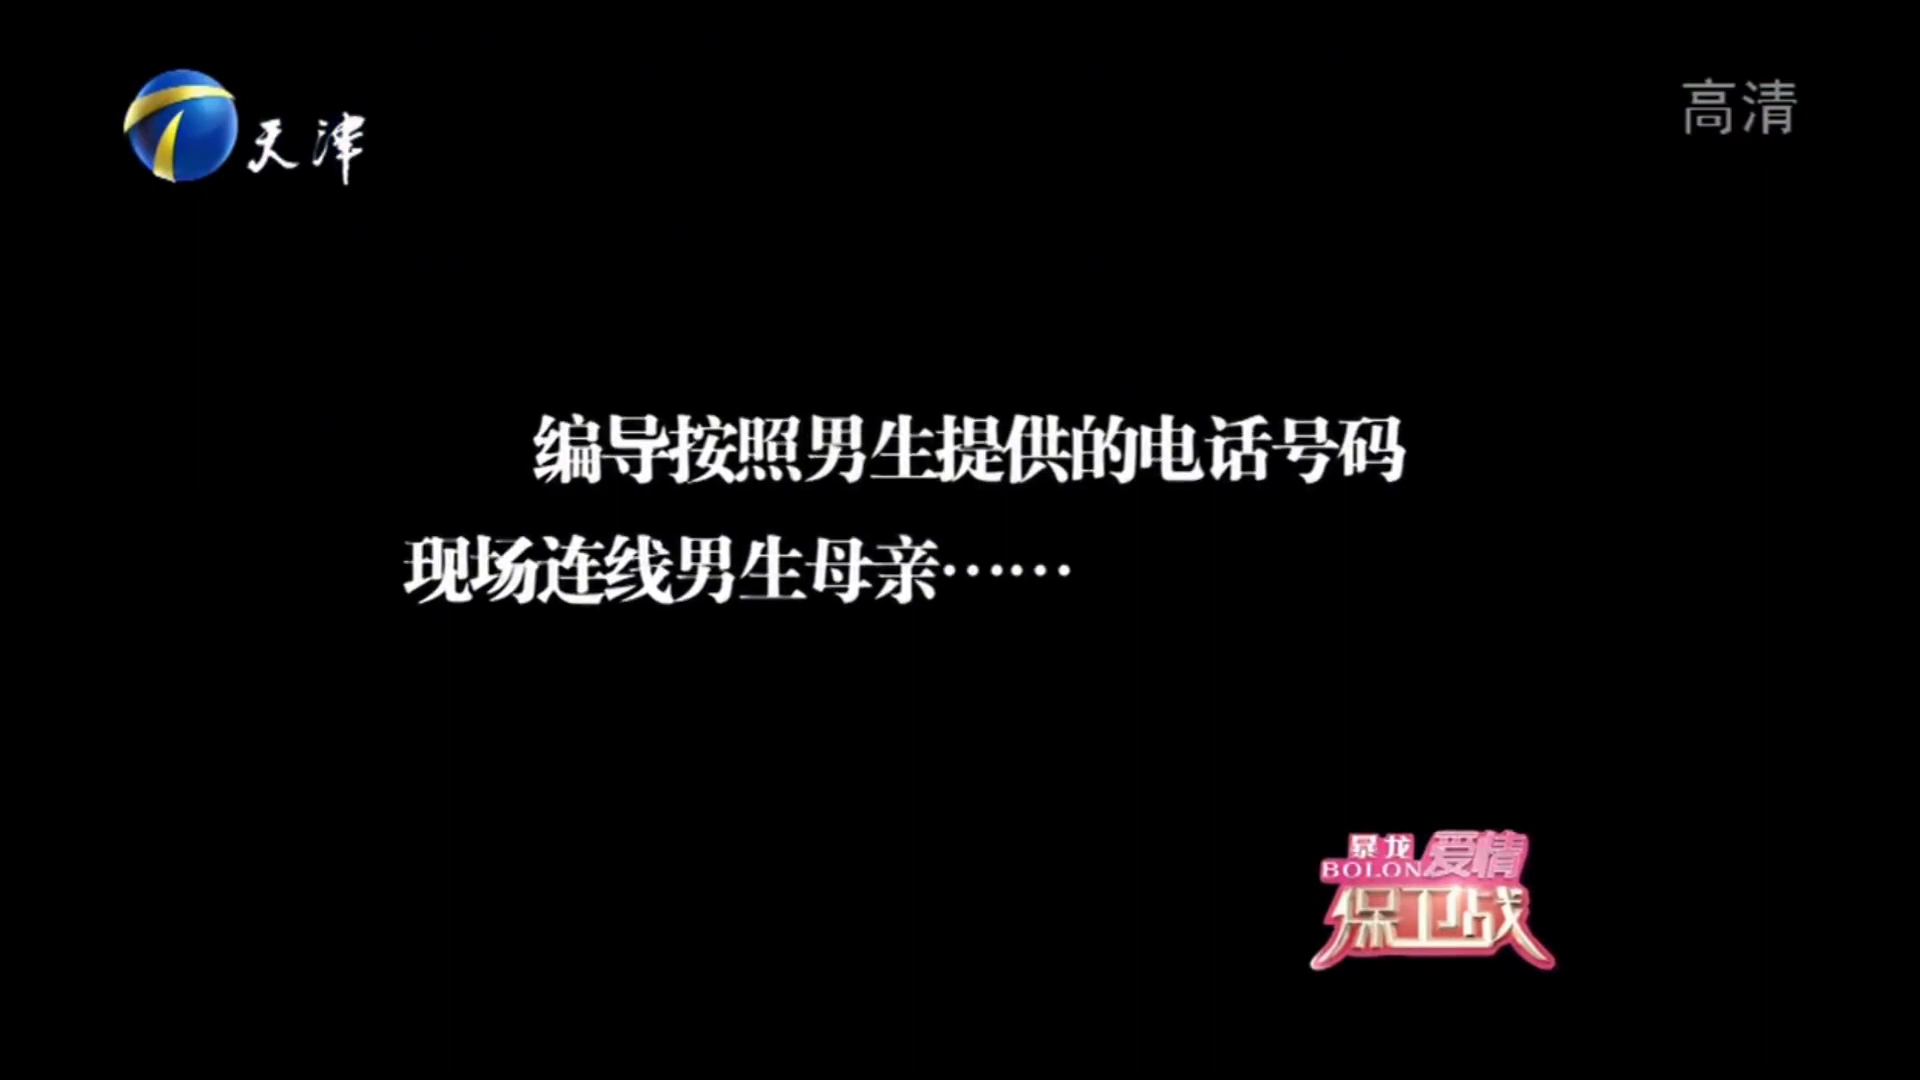 天津
高清
编导按照男生提供的电话号码
现场连线男生母亲……
暴龙
BOLON
爱情
保卫战